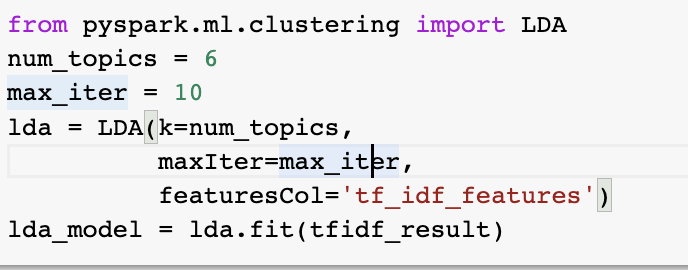 from pyspark.ml.clustering import LDA
num_topics = 6
max_iter = 10
lda = LDA(k=num_topics,
          maxIter=max_iter,
          featuresCol='tf_idf_features')
lda_model = lda.fit(tfidf_result)